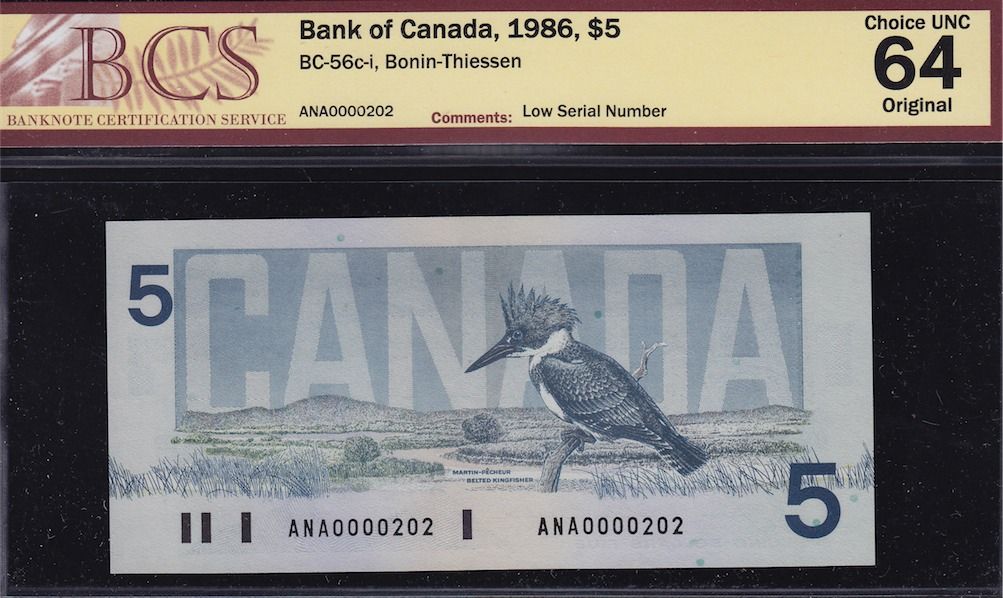 BCS
BANKNOTE CERTIFICATION SERVICE
Bank of Canada, 1986, $5
BC-56c-i, Bonin-Thiessen
ANA0000202
Comments: Low Serial Number
Choice UNC
64
Original
5
CANADA
MARTIN-PÊCHEUR
BELTED KINGFISHER
5
ANA0000202
ANA0000202